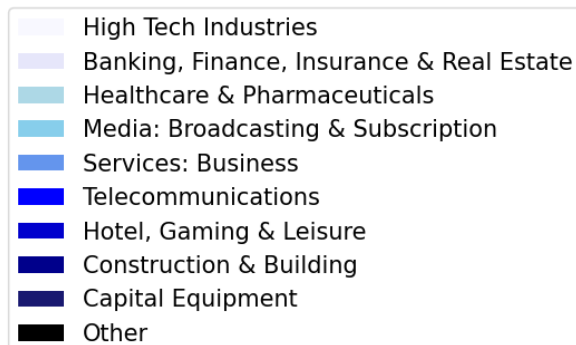 High Tech Industries
Banking, Finance, Insurance & Real Estate
Healthcare & Pharmaceuticals
Media: Broadcasting & Subscription
Services: Business
Telecommunications
Hotel, Gaming & Leisure
Construction & Building
Capital Equipment
Other